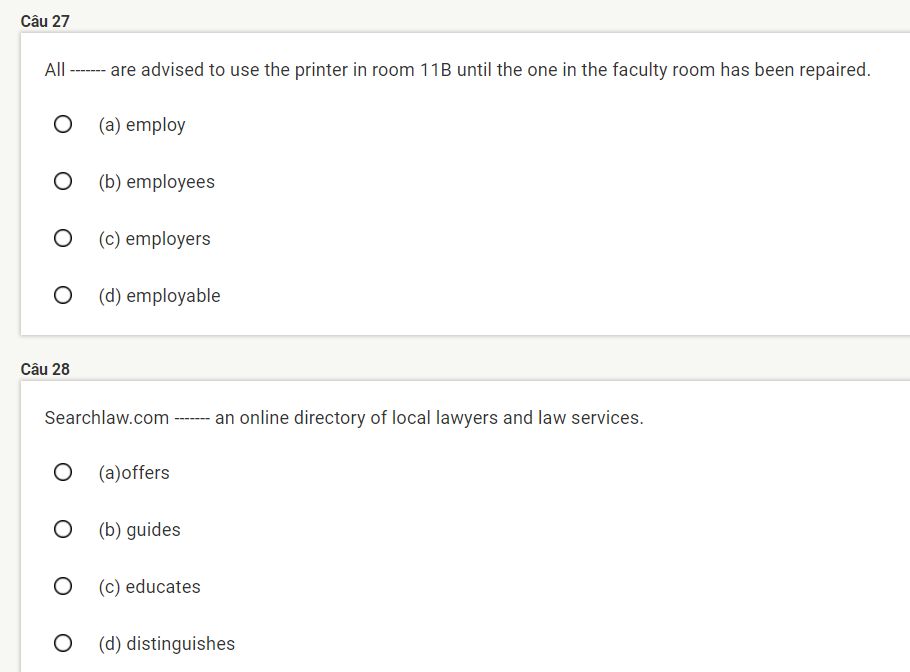 Câu 27
All ------- are advised to use the printer in room 11B until the one in the faculty room has been repaired.
(a) employ
(b) employees
(c) employers
(d) employable
Câu 28
Searchlaw.com ------- an online directory of local lawyers and law services.
(a)offers
(b) guides
(c) educates
(d) distinguishes